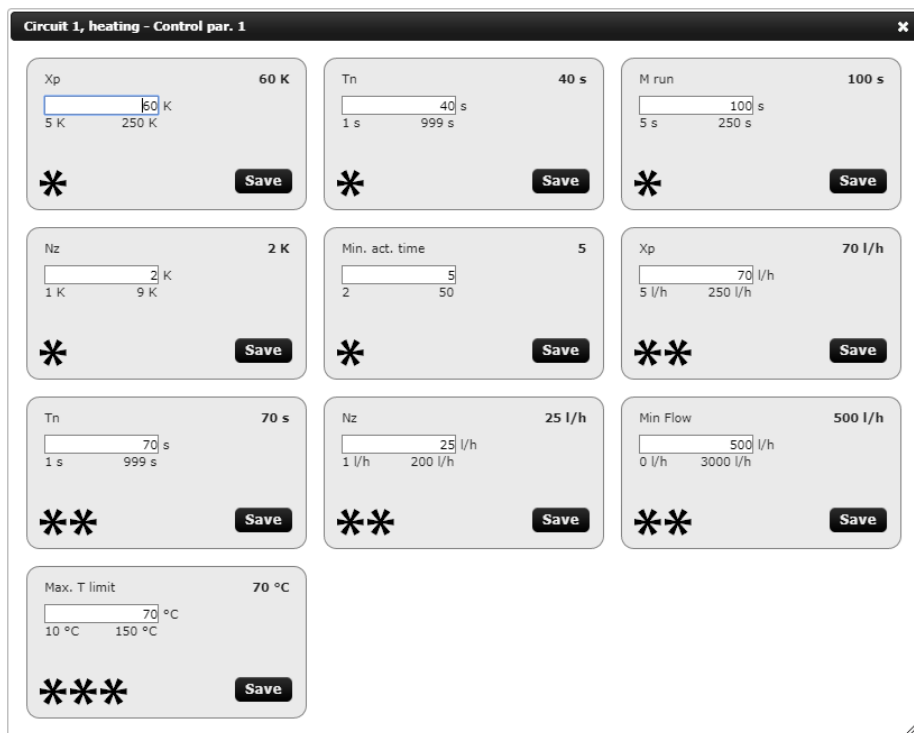 Circuit 1, heating - Control par. 1 ×
Xp 60 K
60 K
5 K 250 K
* Save
Tn 40 s
40 s
1 s 999 s
* Save
M run 100 s
100 s
5 s 250 s
* Save
Nz 2 K
2 K
1 K 9 K
* Save
Min. act. time 5
5
2 50
* Save
Xp 70 l/h
70 l/h
5 l/h 250 l/h
** Save
Tn 70 s
70 s
1 s 999 s
** Save
Nz 25 l/h
25 l/h
1 l/h 200 l/h
** Save
Min Flow 500 l/h
500 l/h
0 l/h 3000 l/h
** Save
Max. T limit 70 °C
70 °C
10 °C 150 °C
*** Save